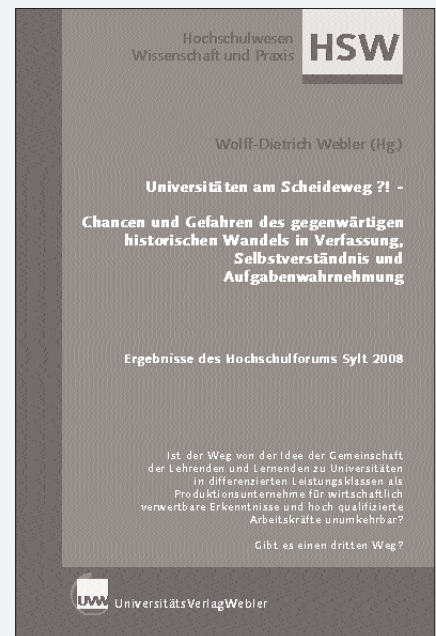 Hochschulwesen
Wissenschaft und Praxis
HSW
Wolff-Dietrich Webler (Hg.)
Universitäten am Scheideweg ?! -
Chancen und Gefahren des gegenwärtigen
historischen Wandels in Verfassung,
Selbstverständnis und
Aufgabenwahrnehmung
Ergebnisse des Hochschulforums Sylt 2008
Ist der Weg von der Idee der Gemeinschaft
der Lehrenden und Lernenden zu Universitäten
in differenzierten Leistungsklassen als
Produktionsunternehme für wirtschaftlich
verwertbare Erkenntnisse und hoch qualifizierte
Arbeitskräfte unumkehrbar?
Gibt es einen dritten Weg?
UVW UniversitätsVerlagWebler